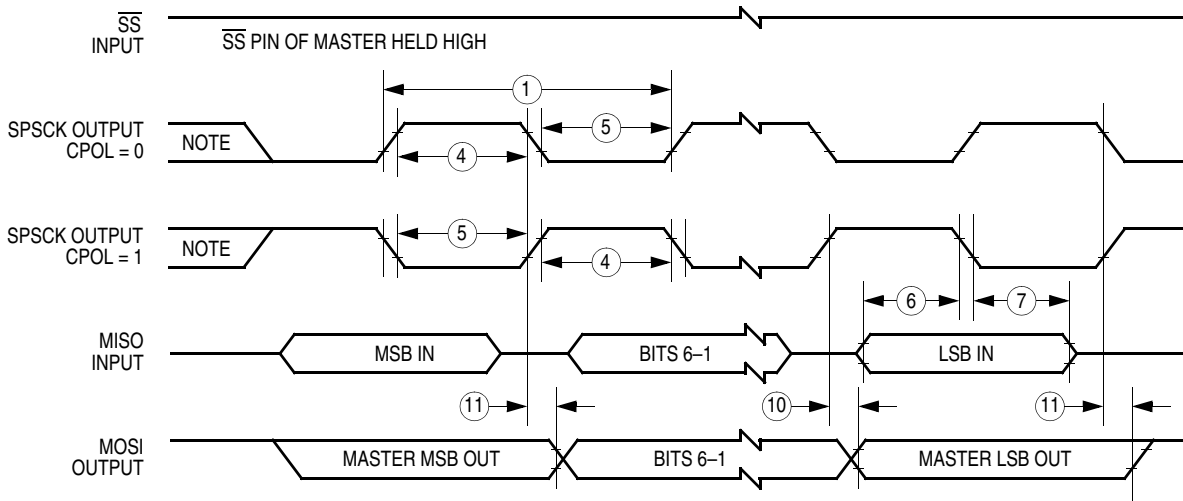 SS
INPUT
SS PIN OF MASTER HELD HIGH
1
SPSCK OUTPUT
CPOL = 0
NOTE
4
5
SPSCK OUTPUT
CPOL = 1
NOTE
5
4
6
7
MISO
INPUT
MSB IN
BITS 6–1
LSB IN
11
10
11
MOSI
OUTPUT
MASTER MSB OUT
BITS 6–1
MASTER LSB OUT